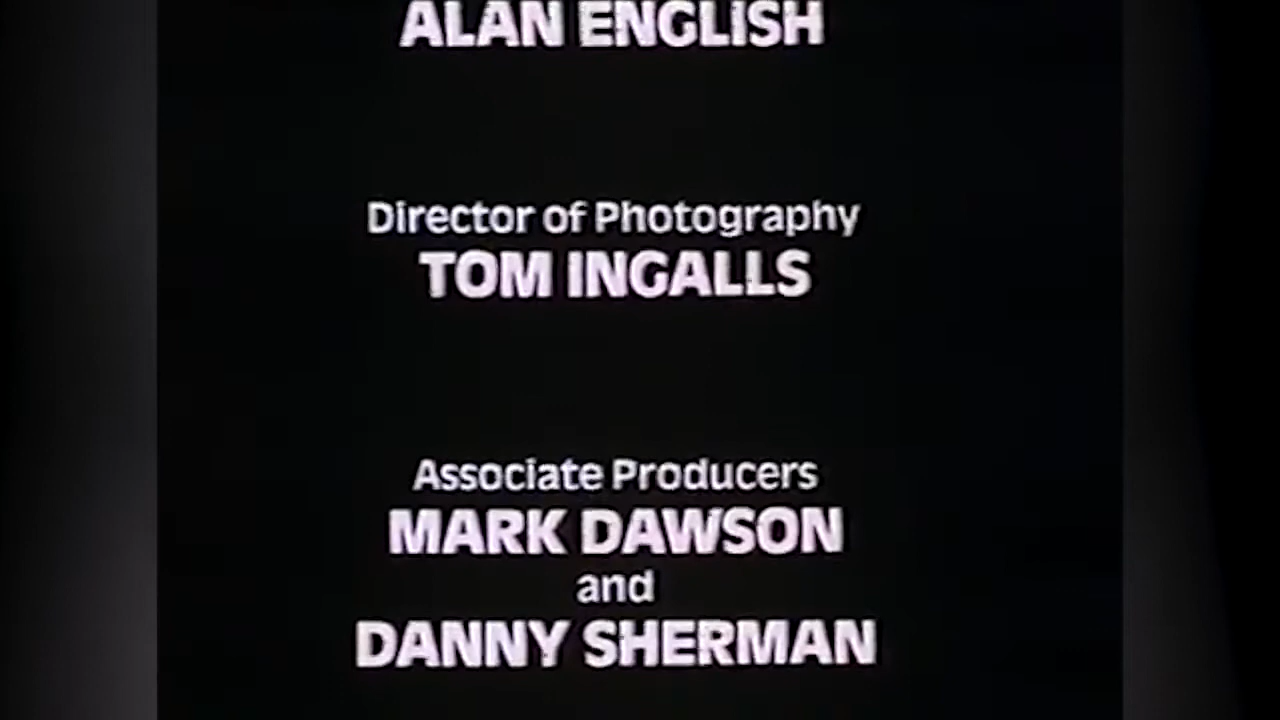 ALAN ENGLISH
Director of Photography
TOM INGALLS
Associate Producers
MARK DAWSON
and
DANNY SHERMAN